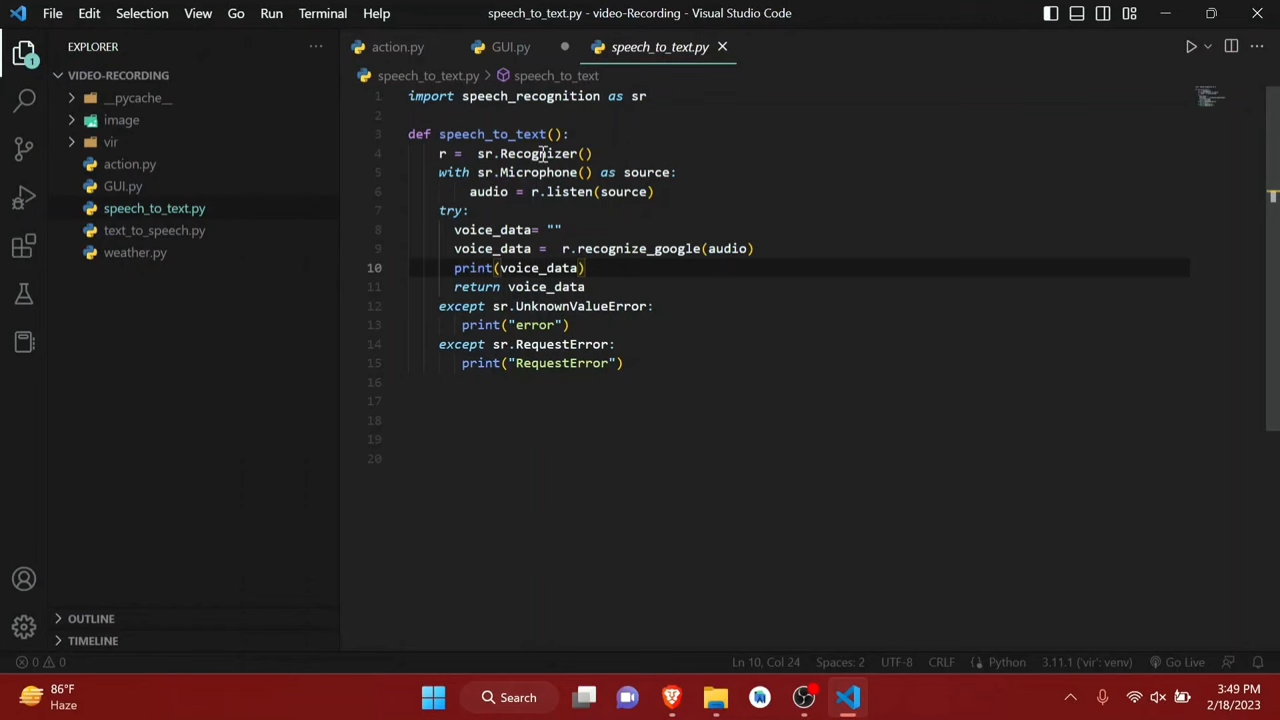 File Edit Selection View Go Run Terminal Help
speech_to_text.py - video-Recording - Visual Studio Code
EXPLORER
VIDEO-RECORDING
__pycache__
image
vir
action.py
GUI.py
speech_to_text.py
text_to_speech.py
weather.py
OUTLINE
TIMELINE
1
action.py GUI.py speech_to_text.py
speech_to_text.py > speech_to_text
1 import speech_recognition as sr
2
3 def speech_to_text():
4 r =  sr.Recognizer()
5 with sr.Microphone() as source:
6 audio = r.listen(source)
7 try:
8 voice_data= ""
9 voice_data =  r.recognize_google(audio)
10 print(voice_data)
11 return voice_data
12 except sr.UnknownValueError:
13 print("error")
14 except sr.RequestError:
15 print("RequestError")
16
17
18
19
20
0 0 Ln 10, Col 24 Spaces: 2 UTF-8 CRLF Python 3.11.1 ('vir': venv) Go Live
86°F
Haze
Search
3:49 PM
2/18/2023